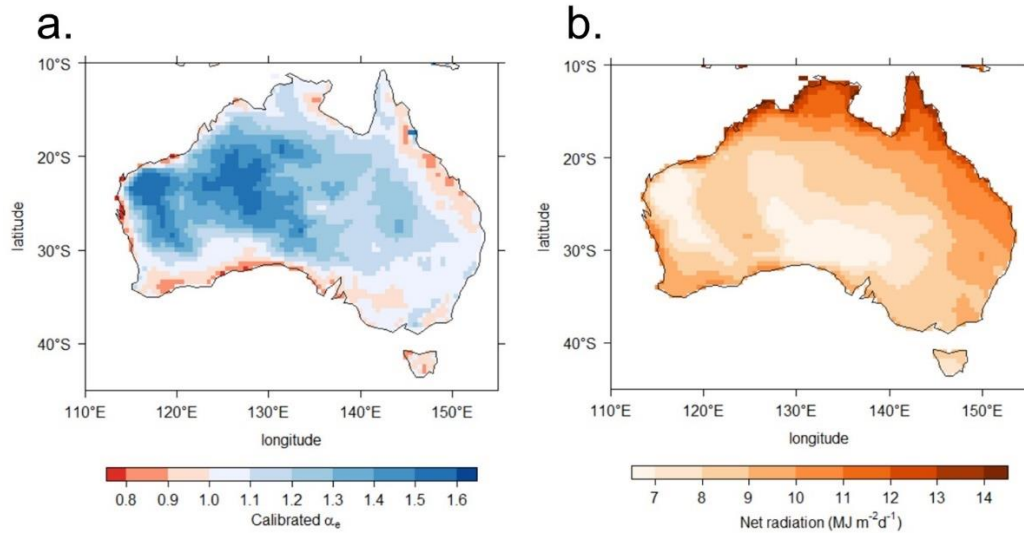 a.
10°S
20°S
30°S
40°S
latitude
110°E 120°E 130°E 140°E 150°E
longitude
0.8 0.9 1.0 1.1 1.2 1.3 1.4 1.5 1.6
Calibrated αₑ
b.
10°S
20°S
30°S
40°S
latitude
110°E 120°E 130°E 140°E 150°E
longitude
7 8 9 10 11 12 13 14
Net radiation (MJ m⁻²d⁻¹)